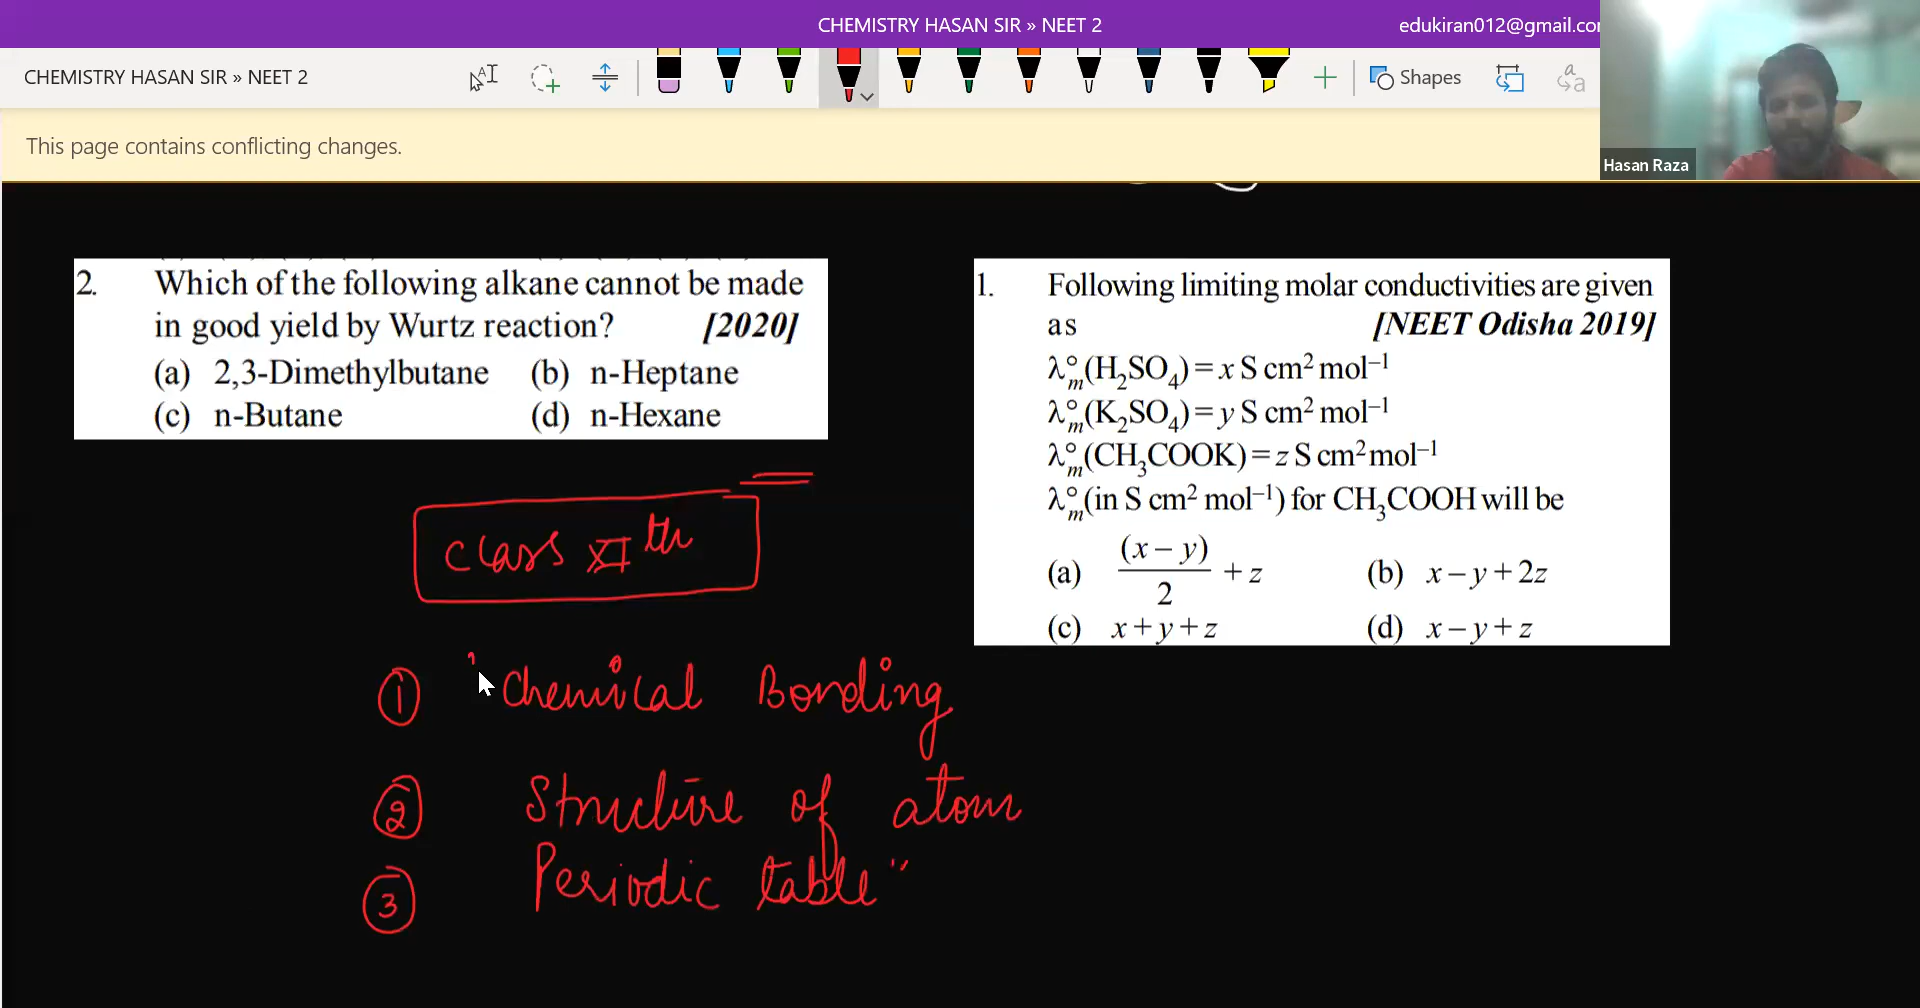 CHEMISTRY HASAN SIR » NEET 2
edukiran012@gmail.co
CHEMISTRY HASAN SIR » NEET 2
Shapes
This page contains conflicting changes.
Hasan Raza
2. Which of the following alkane cannot be made
in good yield by Wurtz reaction? [2020]
(a) 2,3-Dimethylbutane (b) n-Heptane
(c) n-Butane (d) n-Hexane
1. Following limiting molar conductivities are given
as [NEET Odisha 2019]
λ°m(H₂SO₄) = x S cm² mol⁻¹
λ°m(K₂SO₄) = y S cm² mol⁻¹
λ°m(CH₃COOK) = z S cm² mol⁻¹
λ°m(in S cm² mol⁻¹) for CH₃COOH will be
(a) (x − y)/2 + z (b) x − y + 2z
(c) x + y + z (d) x − y + z
class XIth
① Chemical Bonding
② Structure of atom
③ Periodic table "